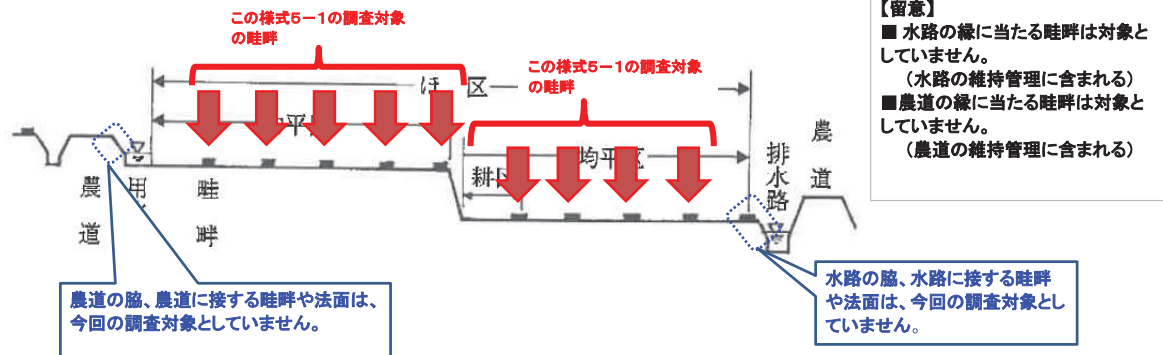 この様式5－1の調査対象
の畦畔
この様式5－1の調査対象
の畦畔
【留意】
■ 水路の縁に当たる畦畔は対象と
していません。
（水路の維持管理に含まれる）
■農道の縁に当たる畦畔は対象と
していません。
（農道の維持管理に含まれる）
区
均平区
耕
農道
用
畦畔
排水路
農道
農道の脇、農道に接する畦畔や法面は、
今回の調査対象としていません。
水路の脇、水路に接する畦畔
や法面は、今回の調査対象とし
ていません。